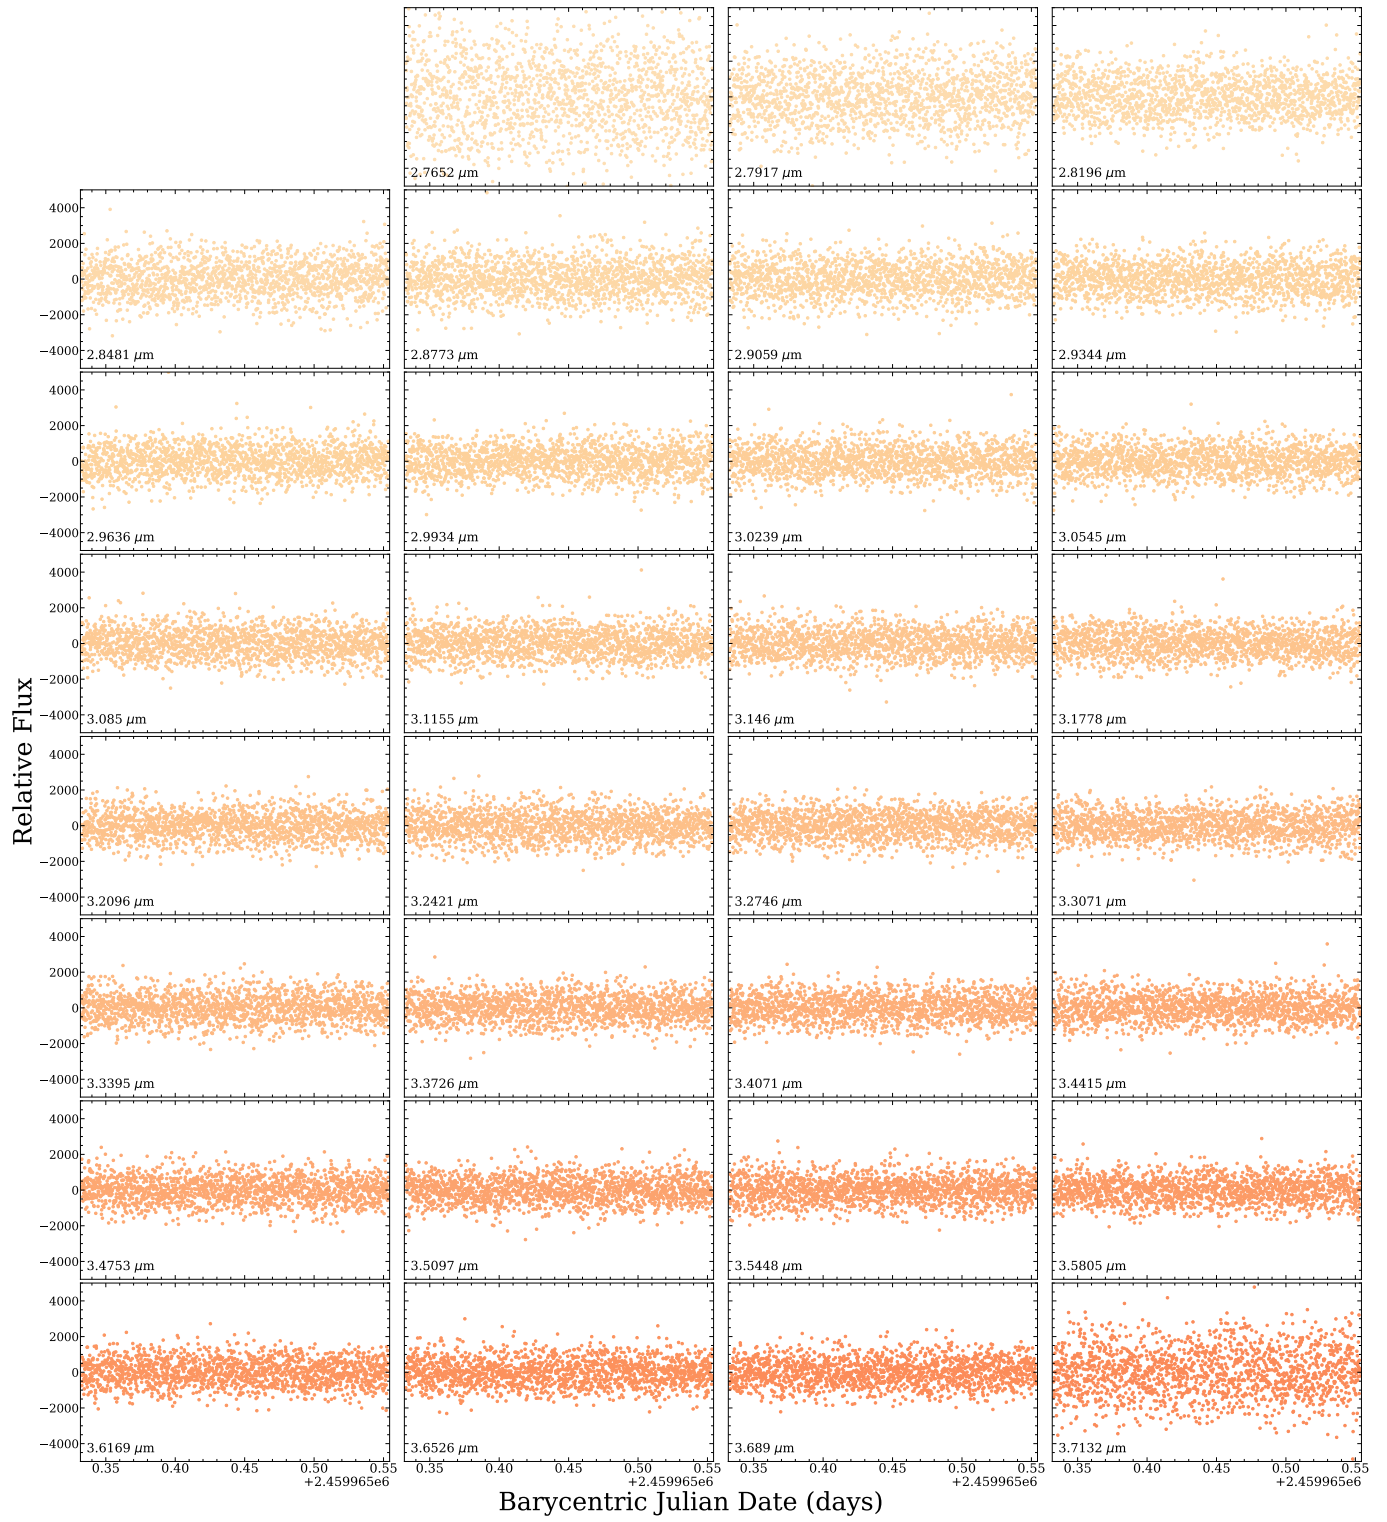 2.7652 μm
2.7917 μm
2.8196 μm
4000
2000
0
−2000
−4000
2.8481 μm
2.8773 μm
2.9059 μm
2.9344 μm
4000
2000
0
−2000
−4000
2.9636 μm
2.9934 μm
3.0239 μm
3.0545 μm
4000
2000
0
−2000
−4000
3.085 μm
3.1155 μm
3.146 μm
3.1778 μm
Relative Flux
4000
2000
0
−2000
−4000
3.2096 μm
3.2421 μm
3.2746 μm
3.3071 μm
4000
2000
0
−2000
−4000
3.3395 μm
3.3726 μm
3.4071 μm
3.4415 μm
4000
2000
0
−2000
−4000
3.4753 μm
3.5097 μm
3.5448 μm
3.5805 μm
4000
2000
0
−2000
−4000
3.6169 μm
3.6526 μm
3.689 μm
3.7132 μm
0.35 0.40 0.45 0.50 0.55
+2.459965e6
0.35 0.40 0.45 0.50 0.55
+2.459965e6
0.35 0.40 0.45 0.50 0.55
+2.459965e6
0.35 0.40 0.45 0.50 0.55
+2.459965e6
Barycentric Julian Date (days)